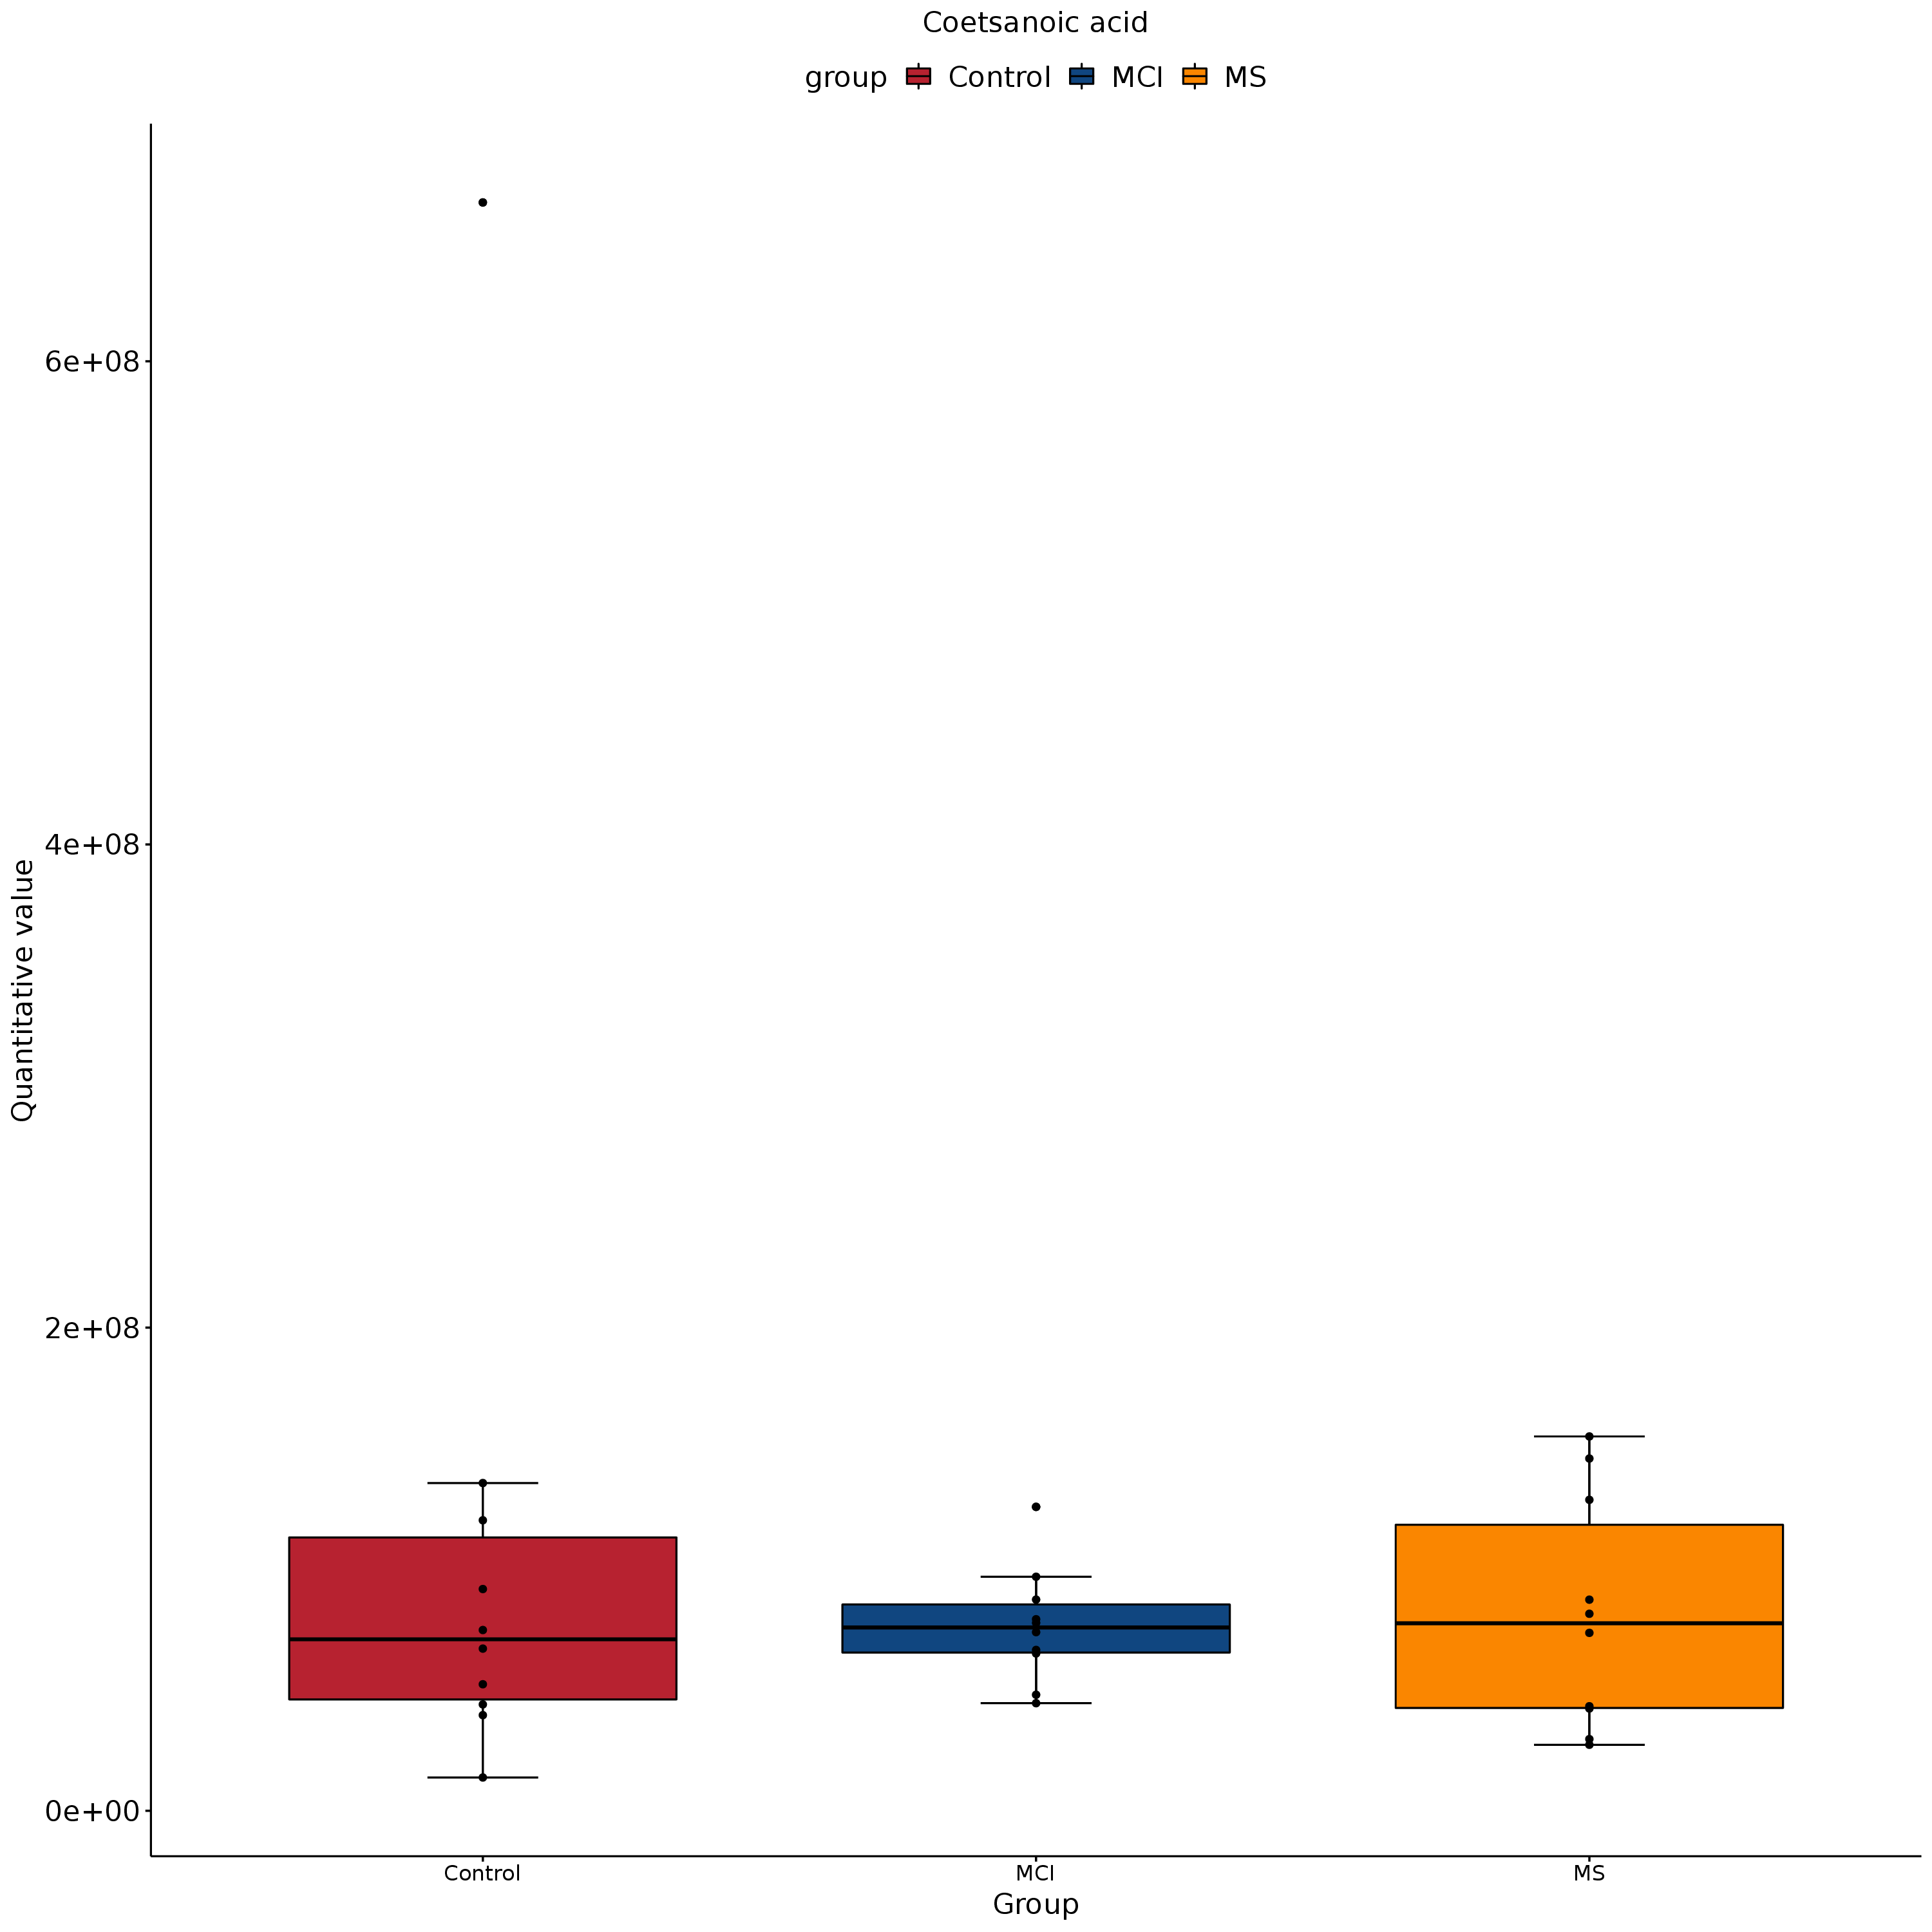 Coetsanoic acid
group Control MCI MS
6e+08
4e+08
2e+08
0e+00
Quantitative value
Control MCI MS
Group